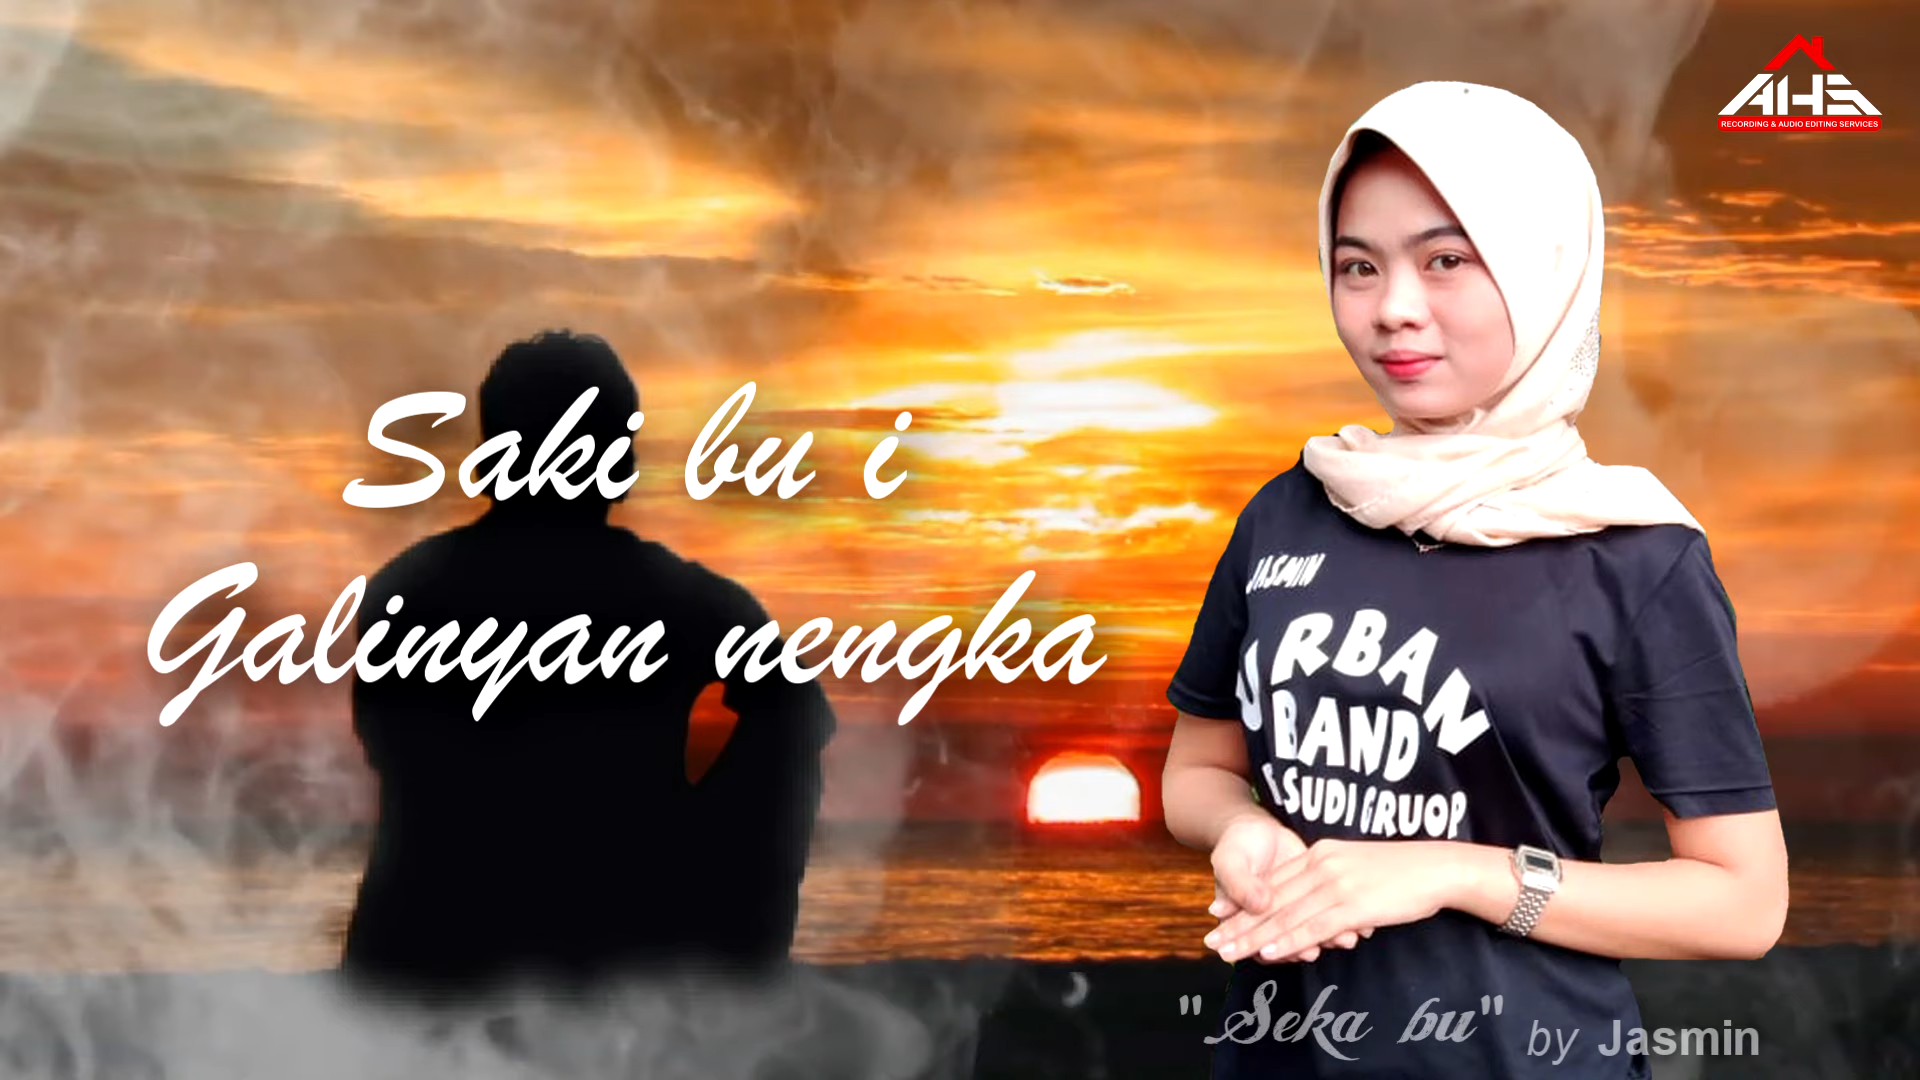 AHS
RECORDING & AUDIO EDITING SERVICES
Saki bu i
Galinyan nengka
JASMIN
URBAN
BAND
SUDI GRUOP
"Seka bu" by Jasmin